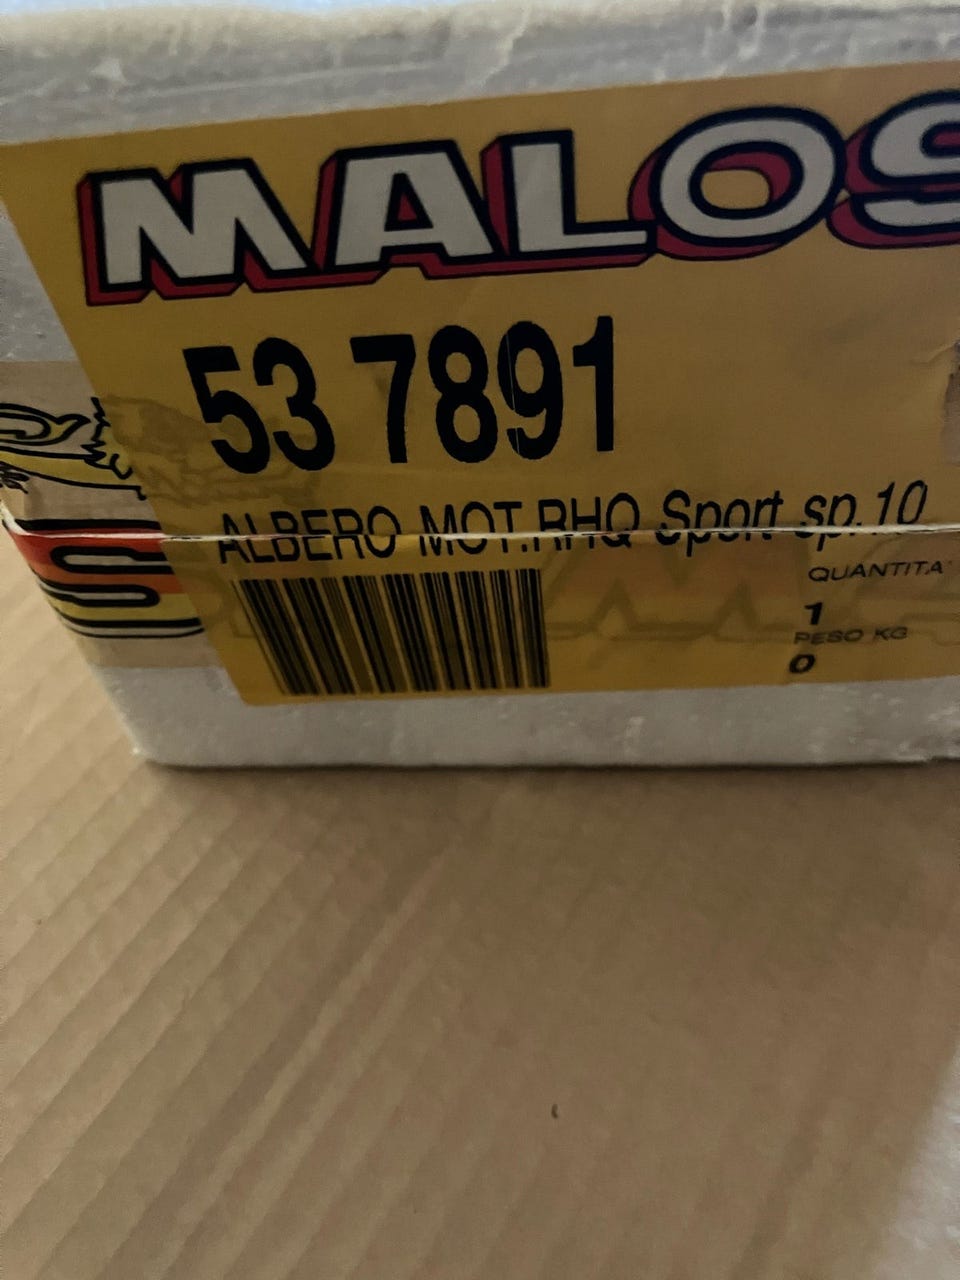 MALOS
53 7891
ALBERO MOT.RHQ Sport sp.10
QUANTITA'
1
PESO KG
0